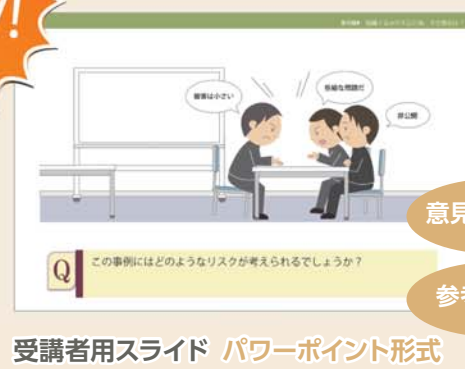 !
被害は小さい
些細な問題だ
非公開
Q この事例にはどのようなリスクが考えられるでしょうか？
意見
参考
受講者用スライド パワーポイント形式